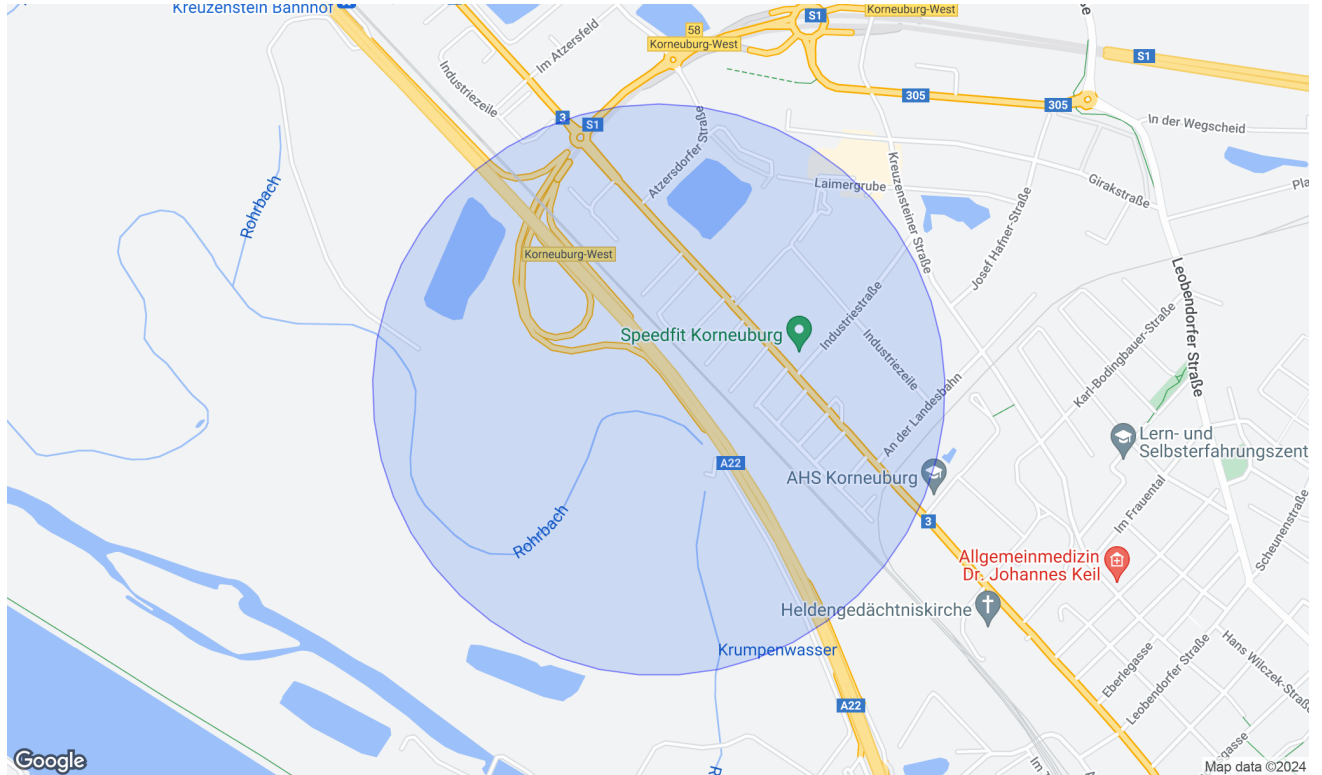 Kreuzenstein Bahnhof
S1
Korneuburg-West
58
Korneuburg-West
Im Atzersfeld
S1
Industriezeile
305
305
3
S1
In der Wegscheid
Atzersdorfer Straße
Kreuzensteiner Straße
Laimergrube
Girakstraße
Rohrbach
Josef Hafner-Straße
Korneuburg-West
Leobendorfer Straße
Speedfit Korneuburg
Industriestraße
Industriezeile
Karl-Bodingbauer-Straße
An der Landesbahn
Lern- und
Selbsterfahrungszent
A22
AHS Korneuburg
Im Frauental
3
Rohrbach
Scheunenstraße
Allgemeinmedizin
Dr. Johannes Keil
Heldengedächtniskirche
Krumpenwasser
Hans Wilczek-Straße
Eberlegasse
Leobendorfer Straße
A22
Google
Map data ©2024